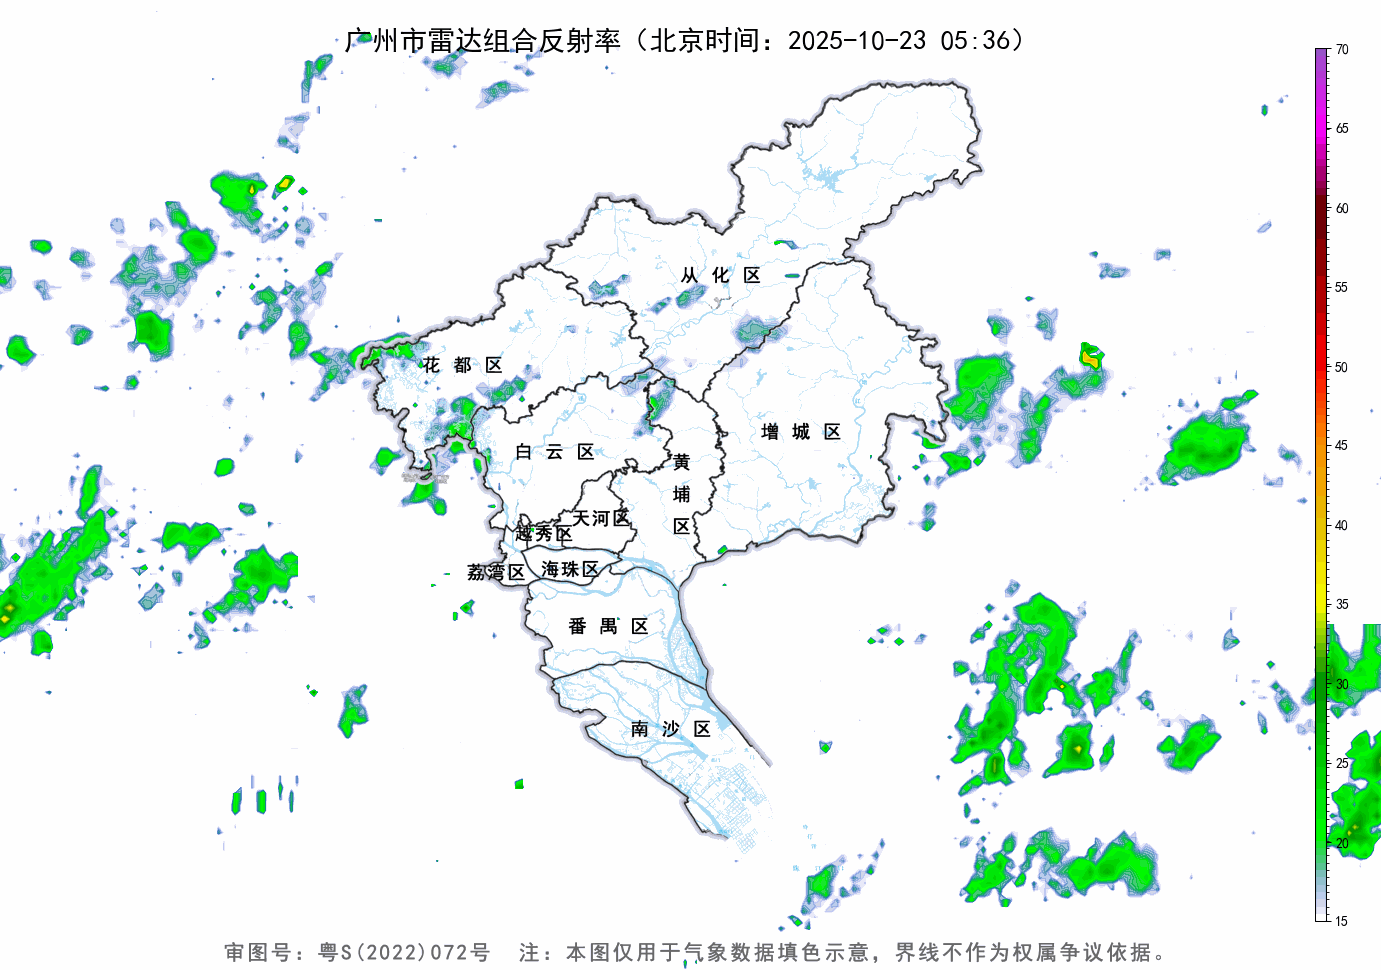 广州市雷达组合反射率（北京时间：2025-10-23 05:36）
70
65
60
55
50
45
40
35
30
25
20
15
从化区
花都区
增城区
白云区
黄埔区
天河区
越秀区
荔湾区
海珠区
番禺区
南沙区
审图号：粤S(2022)072号 注：本图仅用于气象数据填色示意，界线不作为权属争议依据。